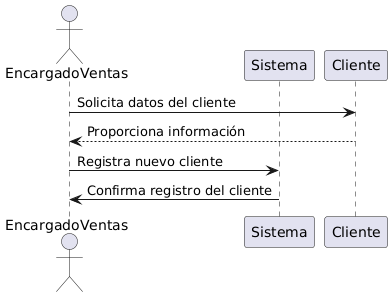 EncargadoVentas
Sistema
Cliente
Solicita datos del cliente
Proporciona información
Registra nuevo cliente
Confirma registro del cliente
EncargadoVentas
Sistema
Cliente